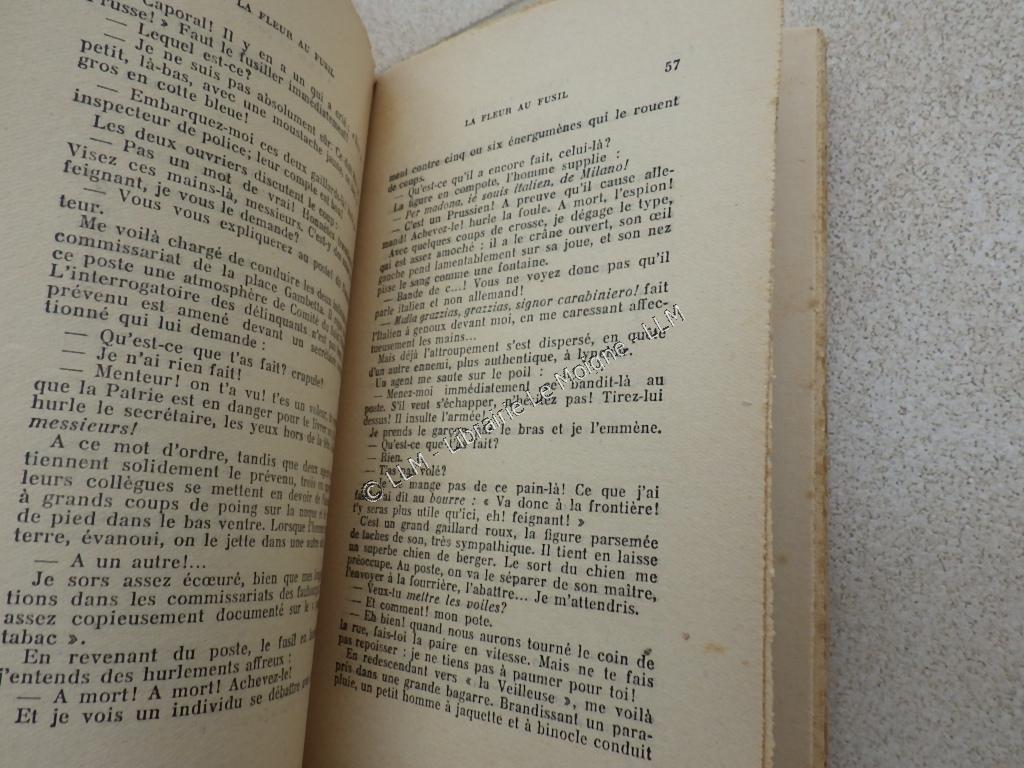 LA FLEUR AU FUSIL
Caporal! Il y en a un qui a crié
Prusse! » Faut le fusiller immédiatement!
— Lequel est-ce?
— Je ne suis pas absolument sûr. Ce
petit, là-bas, avec une moustache
gros en cotte bleue!
— Embarquez-moi ces deux gaillards-là!
inspecteur de police; leur compte est bon!
Les deux ouvriers discutent le coup :
— Pas un mot de vrai!
Visez ces mains-là, messieurs. C'est-y
feignant, je vous le demande?
— Vous vous expliquerez au poste!
teur.
Me voilà chargé de conduire les deux
commissariat de la place Gambetta.
ce poste une atmosphère de Comité du
L'interrogatoire des délinquants n'est pas
prévenu est amené devant un secrétaire
tionné qui lui demande :
— Qu'est-ce que t'as fait? crapule!
— Je n'ai rien fait!
— Menteur! on t'a vu! t'es un voleur,
que la Patrie est en danger pour te livrer
hurle le secrétaire, les yeux hors de la tête
messieurs!
A ce mot d'ordre, tandis que deux agents
tiennent solidement le prévenu, trois
leurs collègues se mettent en devoir de
à grands coups de poing sur la nuque et
de pied dans le bas ventre. Lorsque l'homme
terre, évanoui, on le jette dans une autre
— A un autre!...
Je sors assez écœuré, bien que mes
tions dans les commissariats des faubourgs
assez copieusement documenté sur le «
tabac ».
En revenant du poste, le fusil en
j'entends des hurlements affreux :
— A mort! A mort! Achevez-le!
Et je vois un individu se débattre
57
LA FLEUR AU FUSIL
ment contre cinq ou six énergumènes qui le rouent
de coups.
— Qu'est-ce qu'il a encore fait, celui-là?
La figure en compote, l'homme supplie :
— Per madona, ie souis italien, de Milano!
— C'est un Prussien! A preuve qu'il cause alle-
mand! Achevez-le! hurle la foule. A mort, l'espion!
Avec quelques coups de crosse, je dégage le type,
qui est assez amoché : il a le crâne ouvert, son œil
gauche pend lamentablement sur sa joue, et son nez
pisse le sang comme une fontaine.
— Bande de c...! Vous ne voyez donc pas qu'il
parle italien et non allemand!
— Malia grazzias, grazzias, signor carabiniero! fait
l'Italien à genoux devant moi, en me caressant affec-
tueusement les mains...
Mais déjà l'attroupement s'est dispersé, en quête
d'un autre ennemi, plus authentique, à lyncher.
Un agent me saute sur le poil :
— Menez-moi immédiatement ce bandit-là au
poste. S'il veut s'échapper, n'hésitez pas! Tirez-lui
dessus! Il insulte l'armée!
Je prends le garçon par le bras et je l'emmène.
— Qu'est-ce que t'as fait?
— Rien.
— T'as pas volé?
— Je mange pas de ce pain-là! Ce que j'ai
fait? J'ai dit au bourre : « Va donc à la frontière!
t'y seras plus utile qu'ici, eh! feignant! »
C'est un grand gaillard roux, la figure parsemée
de taches de son, très sympathique. Il tient en laisse
un superbe chien de berger. Le sort du chien me
préoccupe. Au poste, on va le séparer de son maître,
l'envoyer à la fourrière, l'abattre... Je m'attendris.
— Veux-tu mettre les voiles?
— Et comment! mon pote.
— Eh bien! quand nous aurons tourné le coin de
la rue, fais-toi la paire en vitesse. Mais ne te fais
pas repoisser : je ne tiens pas à paumer pour toi!
En redescendant vers « la Veilleuse », me voilà
pris dans une grande bagarre. Brandissant un para-
pluie, un petit homme à jaquette et à binocle conduit
© LLM - Librairie Le Moigne - LLM